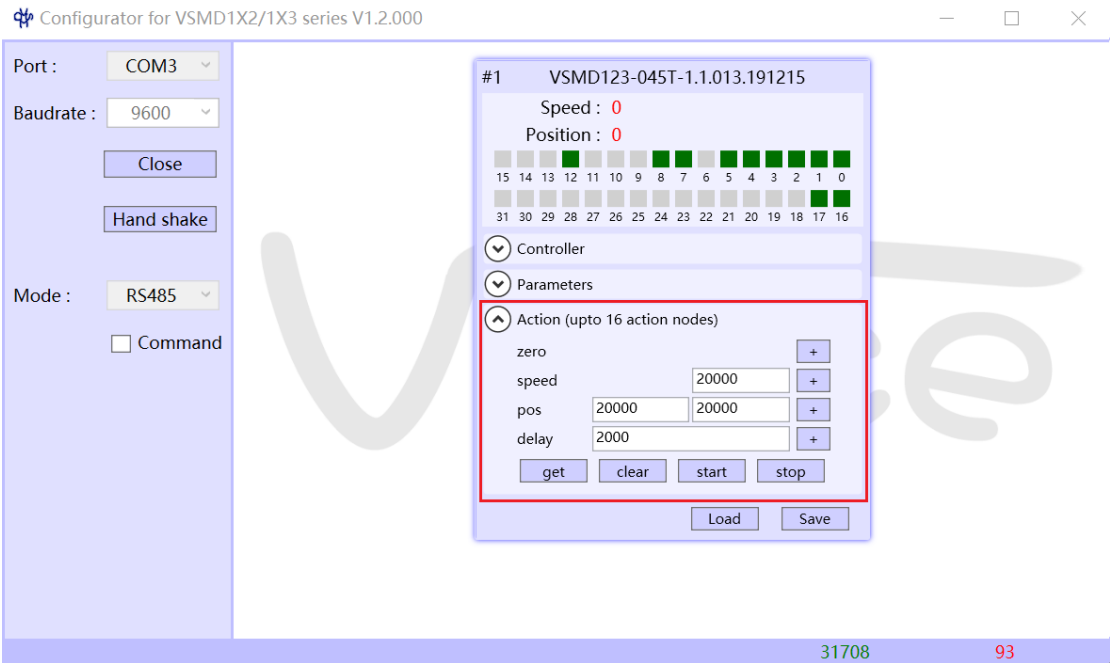 Configurator for VSMD1X2/1X3 series V1.2.000
Port : COM3
Baudrate : 9600
Close
Hand shake
Mode : RS485
Command
#1 VSMD123-045T-1.1.013.191215
Speed : 0
Position : 0
15 14 13 12 11 10 9 8 7 6 5 4 3 2 1 0
31 30 29 28 27 26 25 24 23 22 21 20 19 18 17 16
Controller
Parameters
Action (upto 16 action nodes)
zero +
speed 20000 +
pos 20000 20000 +
delay 2000 +
get clear start stop
Load Save
31708 93